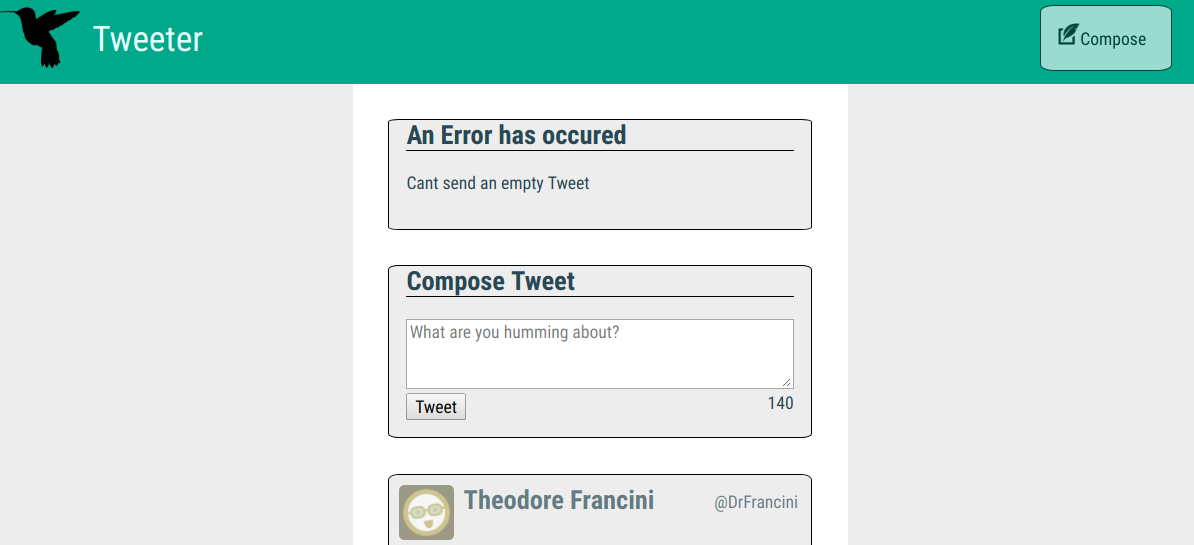 Tweeter
Compose
An Error has occured
Cant send an empty Tweet
Compose Tweet
What are you humming about?
Tweet
140
Theodore Francini
@DrFrancini